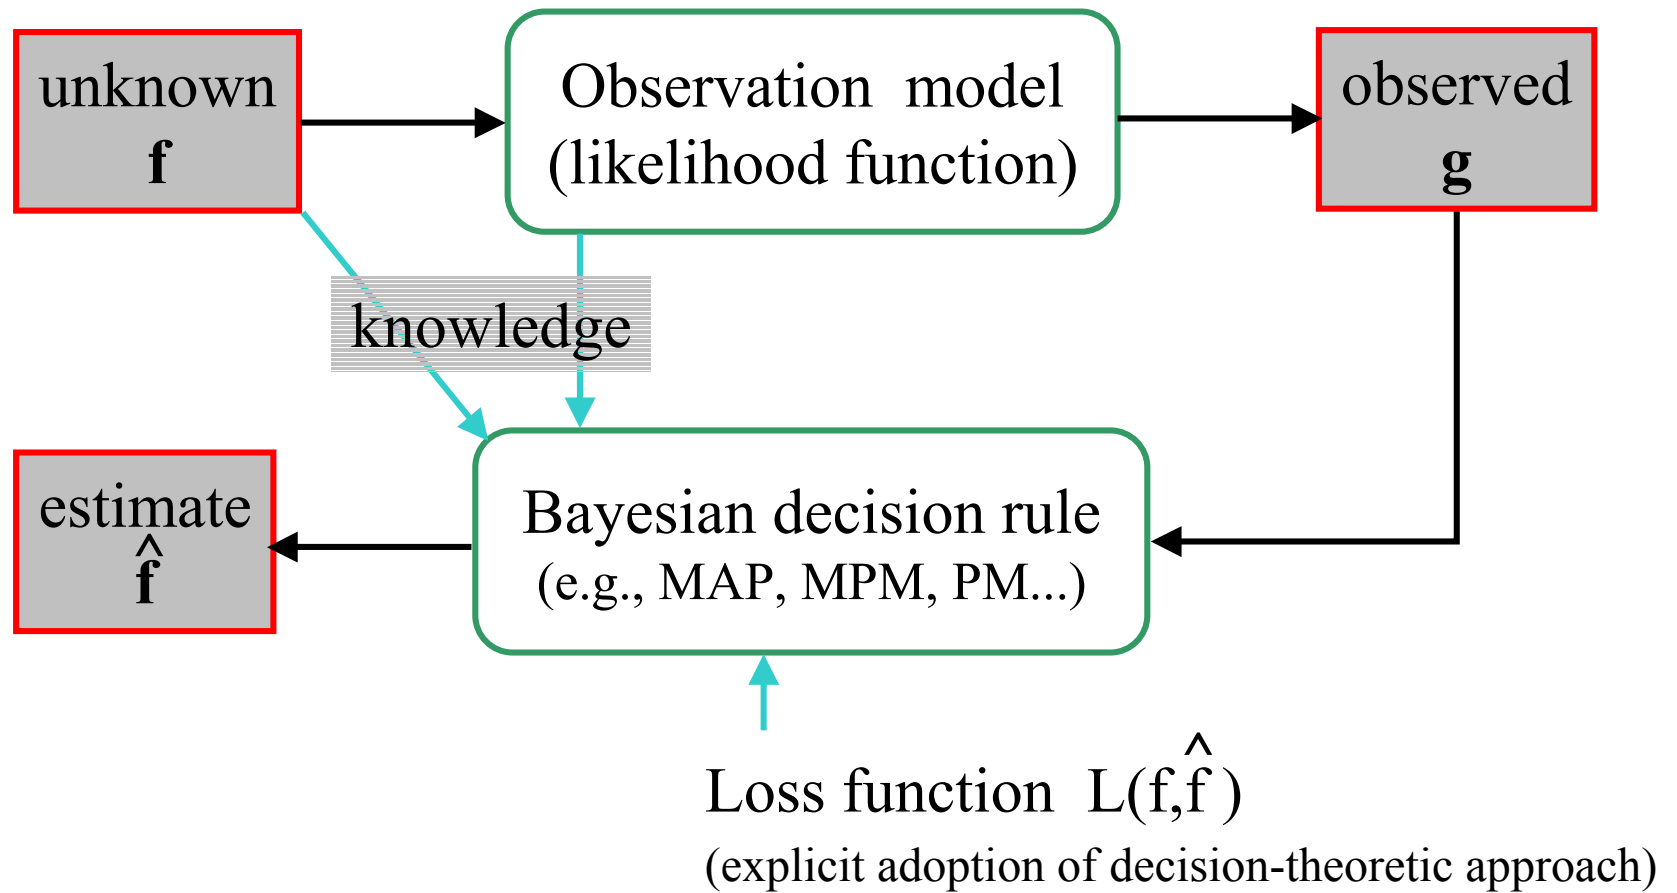 unknown
f
Observation model
(likelihood function)
observed
g
knowledge
estimate
f̂
Bayesian decision rule
(e.g., MAP, MPM, PM...)
Loss function L(f,f̂ )
(explicit adoption of decision-theoretic approach)